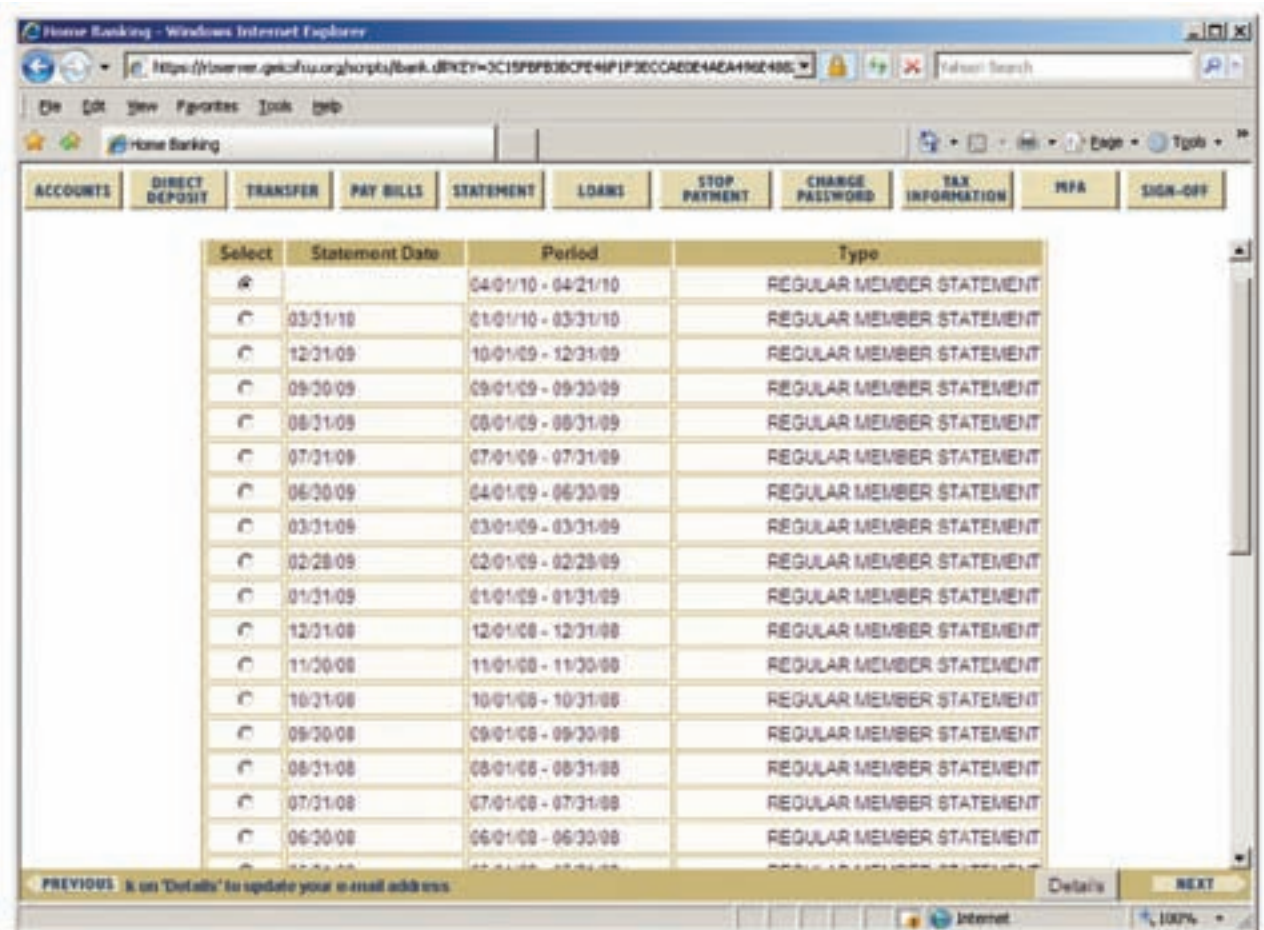 Home Banking - Windows Internet Explorer
Yahoo! Search
File Edit View Favorites Tools Help
Home Banking
Page Tools
ACCOUNTS DIRECT DEPOSIT TRANSFER PAY BILLS STATEMENT LOANS STOP PAYMENT CHANGE PASSWORD TAX INFORMATION MFA SIGN-OFF
Select Statement Date Period Type
04/01/10 - 04/21/10 REGULAR MEMBER STATEMENT
03/31/10 01/01/10 - 03/31/10 REGULAR MEMBER STATEMENT
12/31/09 10/01/09 - 12/31/09 REGULAR MEMBER STATEMENT
09/30/09 09/01/09 - 09/30/09 REGULAR MEMBER STATEMENT
08/31/09 08/01/09 - 08/31/09 REGULAR MEMBER STATEMENT
07/31/09 07/01/09 - 07/31/09 REGULAR MEMBER STATEMENT
06/30/09 04/01/09 - 06/30/09 REGULAR MEMBER STATEMENT
03/31/09 03/01/09 - 03/31/09 REGULAR MEMBER STATEMENT
02/28/09 02/01/09 - 02/28/09 REGULAR MEMBER STATEMENT
01/31/09 01/01/09 - 01/31/09 REGULAR MEMBER STATEMENT
12/31/08 12/01/08 - 12/31/08 REGULAR MEMBER STATEMENT
11/30/08 11/01/08 - 11/30/08 REGULAR MEMBER STATEMENT
10/31/08 10/01/08 - 10/31/08 REGULAR MEMBER STATEMENT
09/30/08 09/01/08 - 09/30/08 REGULAR MEMBER STATEMENT
08/31/08 08/01/08 - 08/31/08 REGULAR MEMBER STATEMENT
07/31/08 07/01/08 - 07/31/08 REGULAR MEMBER STATEMENT
06/30/08 06/01/08 - 06/30/08 REGULAR MEMBER STATEMENT
PREVIOUS k on 'Details' to update your e-mail address Details NEXT
Internet 100%